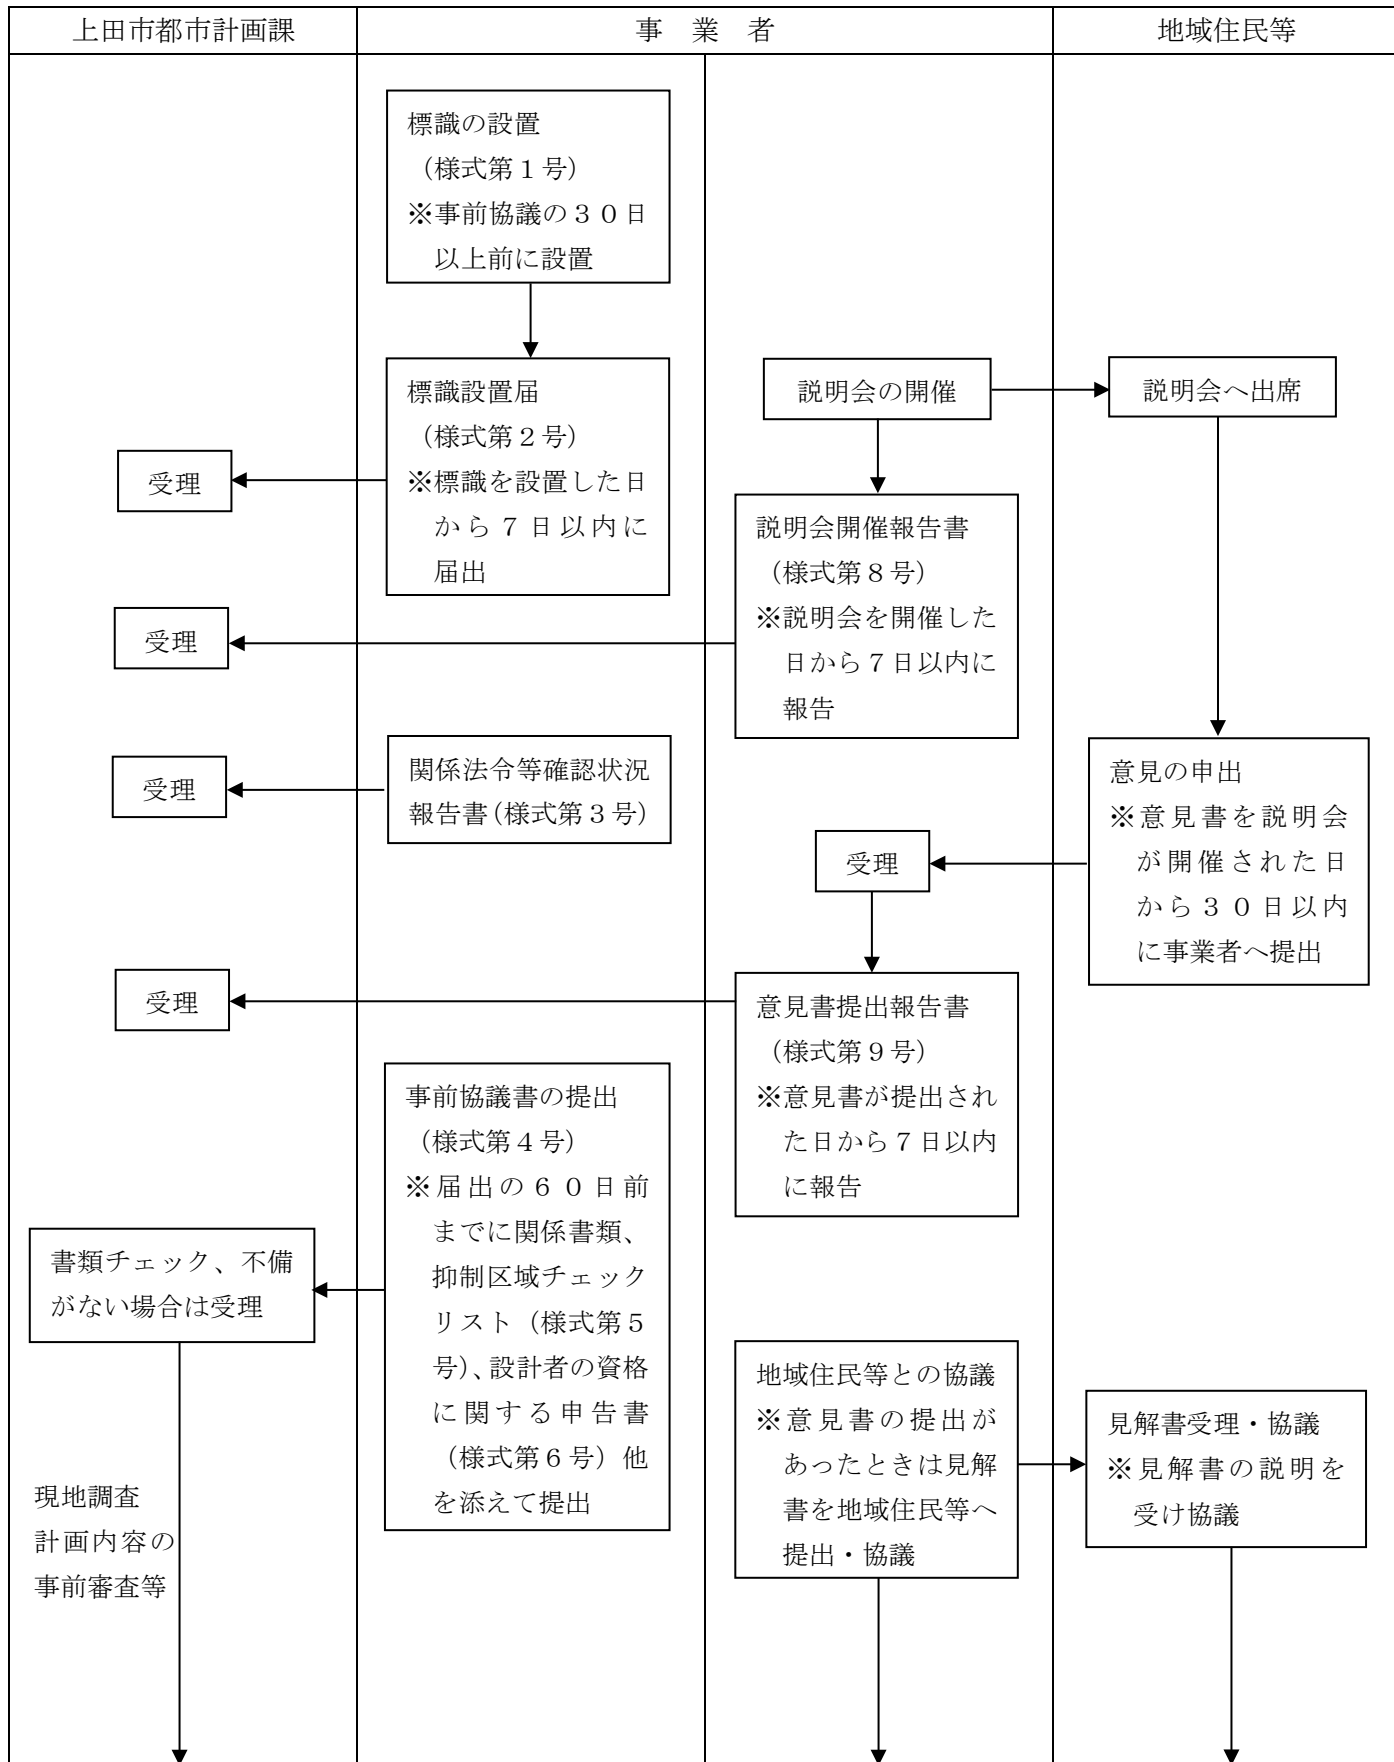 上田市都市計画課
事　業　者
地域住民等
標識の設置
（様式第１号）
※事前協議の３０日
以上前に設置
標識設置届
（様式第２号）
※標識を設置した日
から７日以内に
届出
説明会の開催
説明会へ出席
受理
説明会開催報告書
（様式第８号）
※説明会を開催した
日から７日以内に
報告
受理
関係法令等確認状況
報告書（様式第３号）
受理
意見の申出
※意見書を説明会
が開催された日
から３０日以内
に事業者へ提出
受理
意見書提出報告書
（様式第９号）
※意見書が提出され
た日から７日以内
に報告
受理
事前協議書の提出
（様式第４号）
※届出の６０日前
までに関係書類、
抑制区域チェック
リスト（様式第５
号）、設計者の資格
に関する申告書
（様式第６号）他
を添えて提出
書類チェック、不備
がない場合は受理
地域住民等との協議
※意見書の提出が
あったときは見解
書を地域住民等へ
提出・協議
見解書受理・協議
※見解書の説明を
受け協議
現地調査
計画内容の
事前審査等